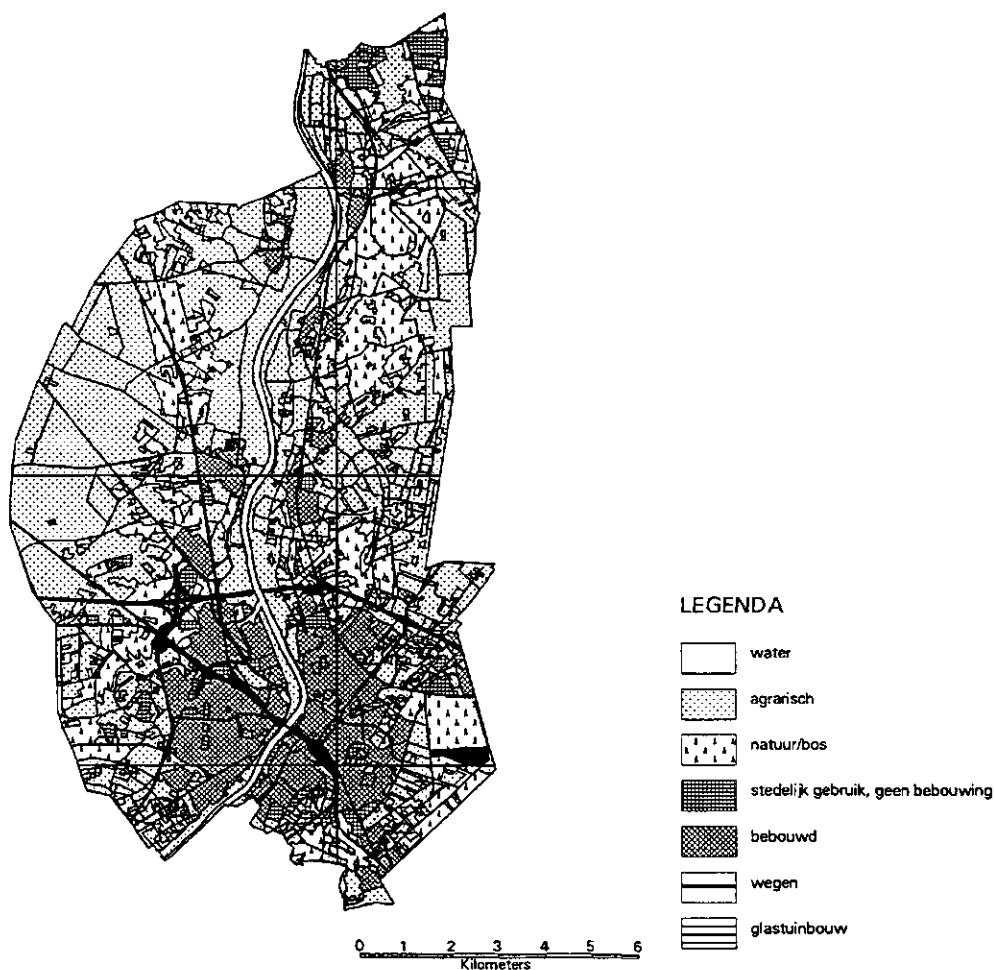 LEGENDA
water
agrarisch
natuur/bos
stedelijk gebruik, geen bebouwing
bebouwd
wegen
glastuinbouw
0 1 2 3 4 5 6
Kilometers